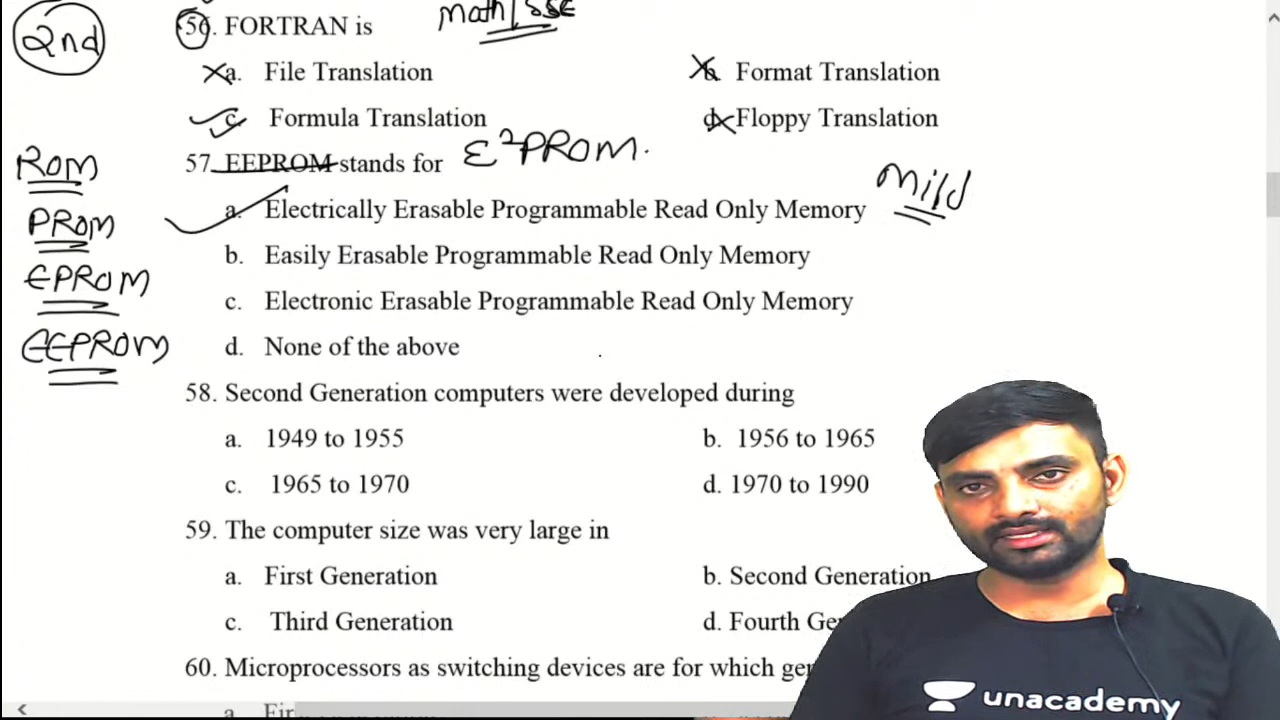 2nd
56. FORTRAN is
Math/SSC
a. File Translation
b. Format Translation
c. Formula Translation
d. Floppy Translation
ROM
57 EEPROM stands for
E²PROM.
Mild
PROM
a. Electrically Erasable Programmable Read Only Memory
b. Easily Erasable Programmable Read Only Memory
EPROM
c. Electronic Erasable Programmable Read Only Memory
EEPROM
d. None of the above
58. Second Generation computers were developed during
a. 1949 to 1955
b. 1956 to 1965
c. 1965 to 1970
d. 1970 to 1990
59. The computer size was very large in
a. First Generation
b. Second Generation
c. Third Generation
d. Fourth
60. Microprocessors as switching devices are for which
a.
unacademy